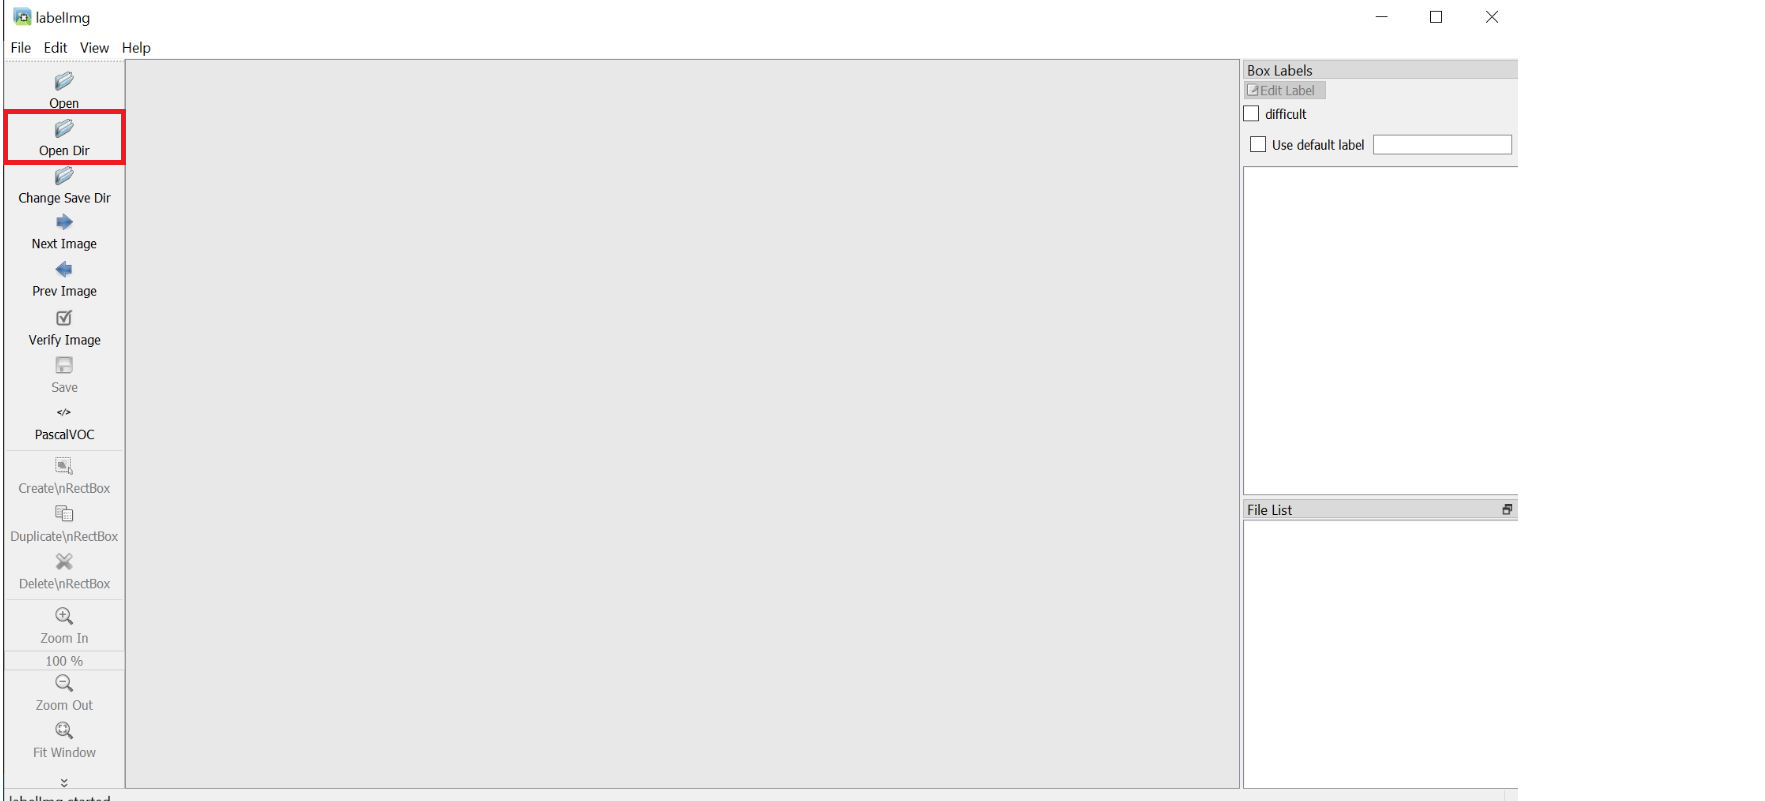 labelImg
File Edit View Help
Open
Open Dir
Change Save Dir
Next Image
Prev Image
Verify Image
Save
</>
PascalVOC
Create\nRectBox
Duplicate\nRectBox
Delete\nRectBox
Zoom In
100 %
Zoom Out
Fit Window
Box Labels
Edit Label
difficult
Use default label
File List
labelImg started